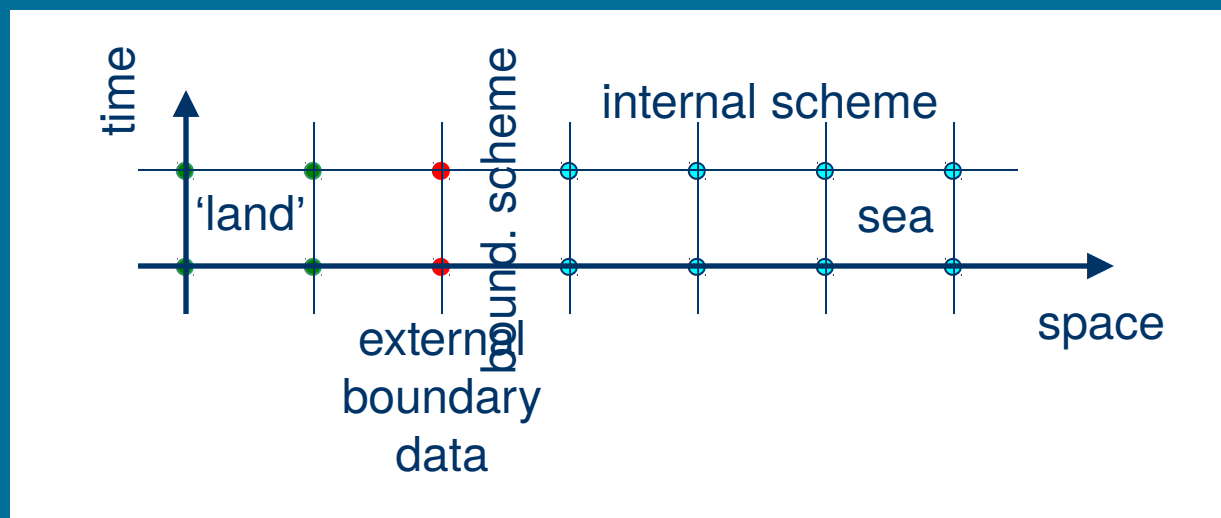 time
bound. scheme
internal scheme
‘land’
sea
space
external
boundary
data